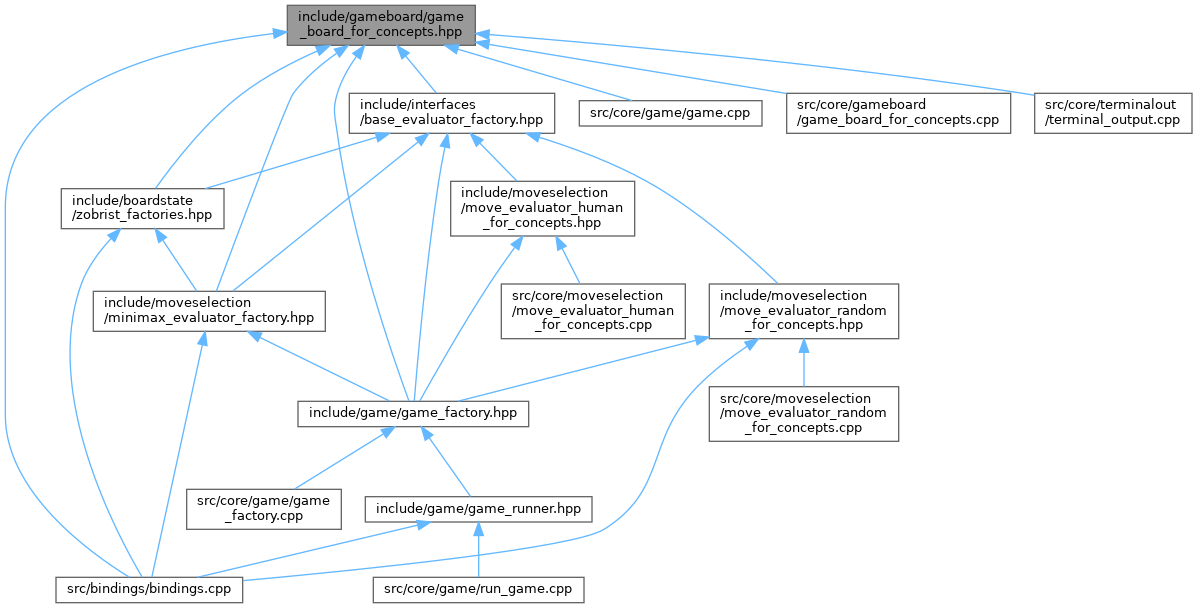 include/gameboard/game
_board_for_concepts.hpp
include/interfaces
/base_evaluator_factory.hpp
src/core/game/game.cpp
src/core/gameboard
/game_board_for_concepts.cpp
src/core/terminalout
/terminal_output.cpp
include/boardstate
/zobrist_factories.hpp
include/moveselection
/move_evaluator_human
_for_concepts.hpp
include/moveselection
/minimax_evaluator_factory.hpp
src/core/moveselection
/move_evaluator_human
_for_concepts.cpp
include/moveselection
/move_evaluator_random
_for_concepts.hpp
include/game/game_factory.hpp
src/core/moveselection
/move_evaluator_random
_for_concepts.cpp
src/core/game/game
_factory.cpp
include/game/game_runner.hpp
src/bindings/bindings.cpp
src/core/game/run_game.cpp